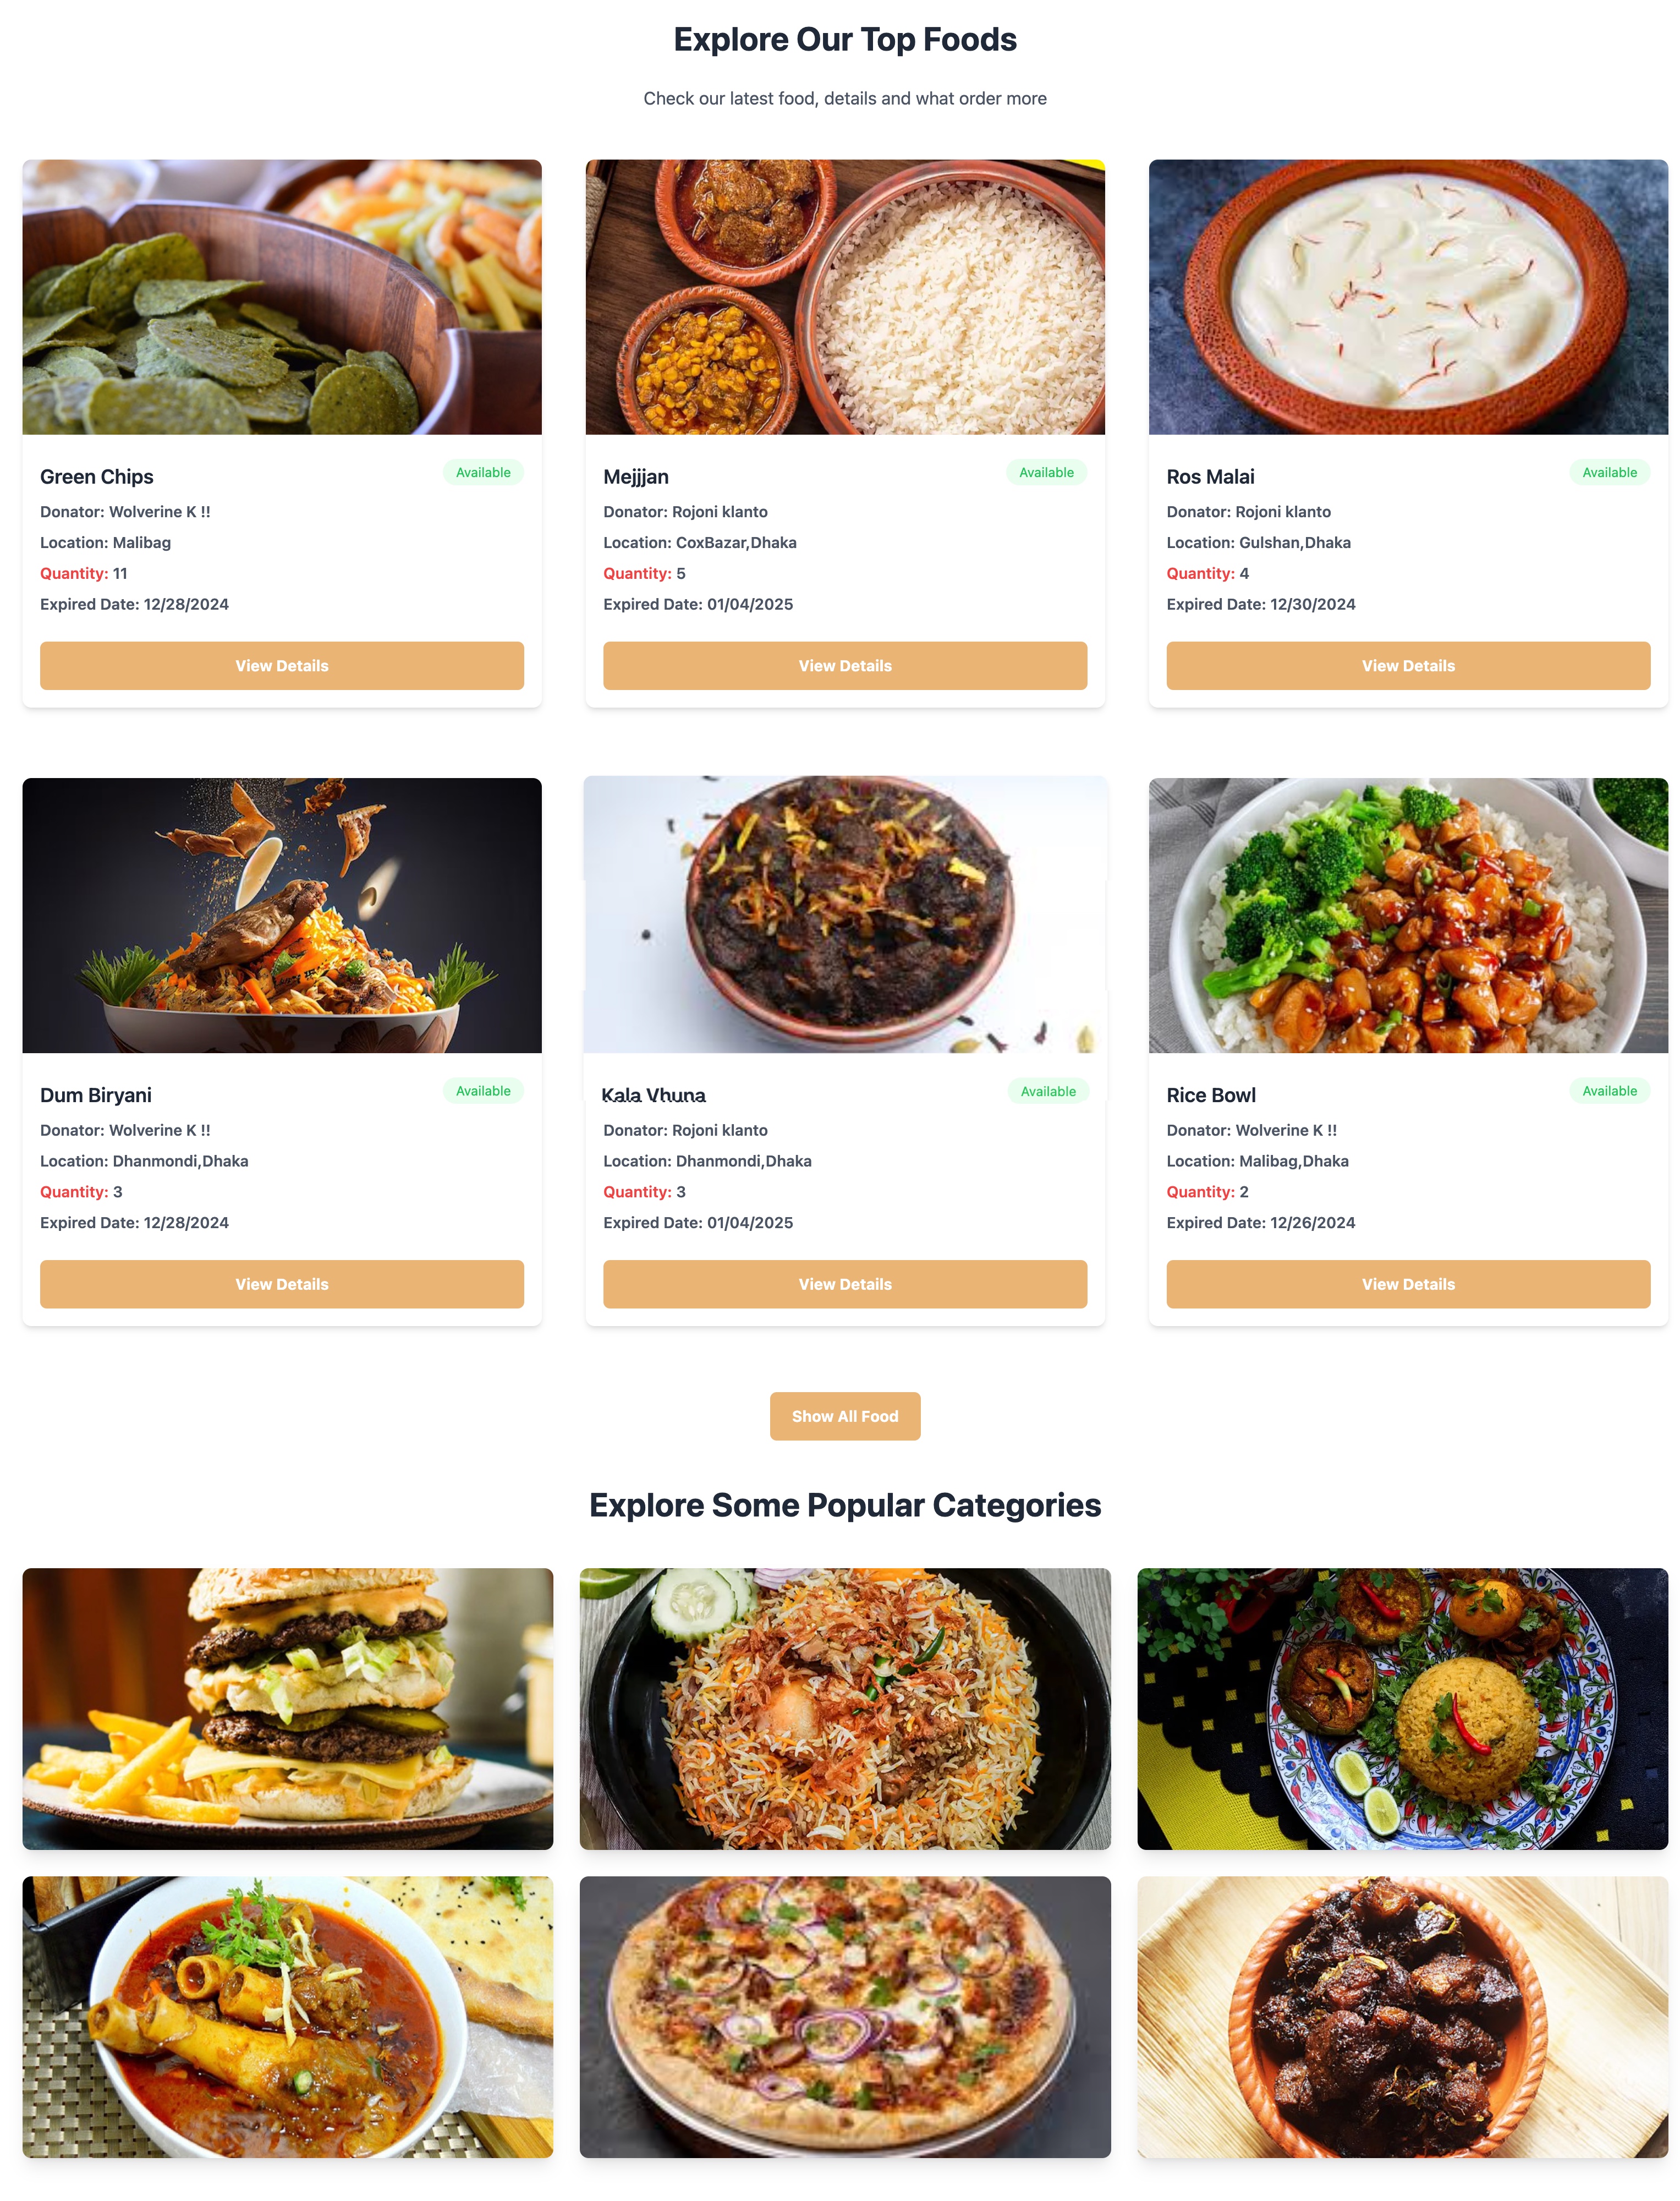 Explore Our Top Foods
Check our latest food, details and what order more
Green Chips
Available
Donator: Wolverine K !!
Location: Malibag
Quantity: 11
Expired Date: 12/28/2024
View Details
Mejjjan
Available
Donator: Rojoni klanto
Location: CoxBazar,Dhaka
Quantity: 5
Expired Date: 01/04/2025
View Details
Ros Malai
Available
Donator: Rojoni klanto
Location: Gulshan,Dhaka
Quantity: 4
Expired Date: 12/30/2024
View Details
Dum Biryani
Available
Donator: Wolverine K !!
Location: Dhanmondi,Dhaka
Quantity: 3
Expired Date: 12/28/2024
View Details
Kala Vhuna
Available
Donator: Rojoni klanto
Location: Dhanmondi,Dhaka
Quantity: 3
Expired Date: 01/04/2025
View Details
Rice Bowl
Available
Donator: Wolverine K !!
Location: Malibag,Dhaka
Quantity: 2
Expired Date: 12/26/2024
View Details
Show All Food
Explore Some Popular Categories